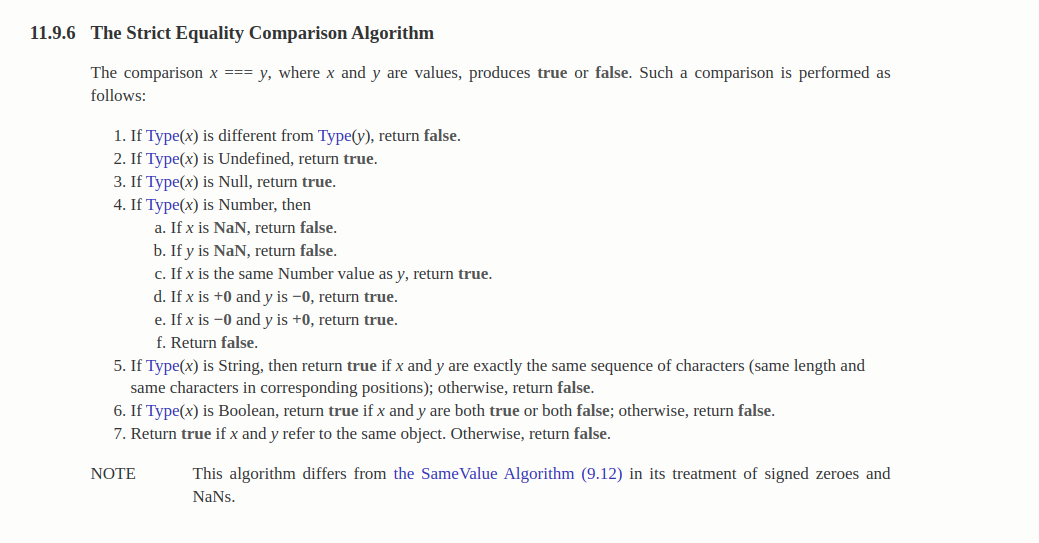 11.9.6 The Strict Equality Comparison Algorithm
The comparison x === y, where x and y are values, produces true or false. Such a comparison is performed as
follows:
1. If Type(x) is different from Type(y), return false.
2. If Type(x) is Undefined, return true.
3. If Type(x) is Null, return true.
4. If Type(x) is Number, then
a. If x is NaN, return false.
b. If y is NaN, return false.
c. If x is the same Number value as y, return true.
d. If x is +0 and y is −0, return true.
e. If x is −0 and y is +0, return true.
f. Return false.
5. If Type(x) is String, then return true if x and y are exactly the same sequence of characters (same length and
same characters in corresponding positions); otherwise, return false.
6. If Type(x) is Boolean, return true if x and y are both true or both false; otherwise, return false.
7. Return true if x and y refer to the same object. Otherwise, return false.
NOTE This algorithm differs from the SameValue Algorithm (9.12) in its treatment of signed zeroes and
NaNs.